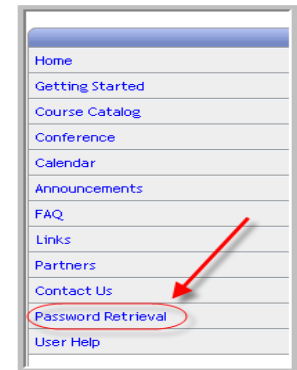 Home
Getting Started
Course Catalog
Conference
Calendar
Announcements
FAQ
Links
Partners
Contact Us
Password Retrieval
User Help